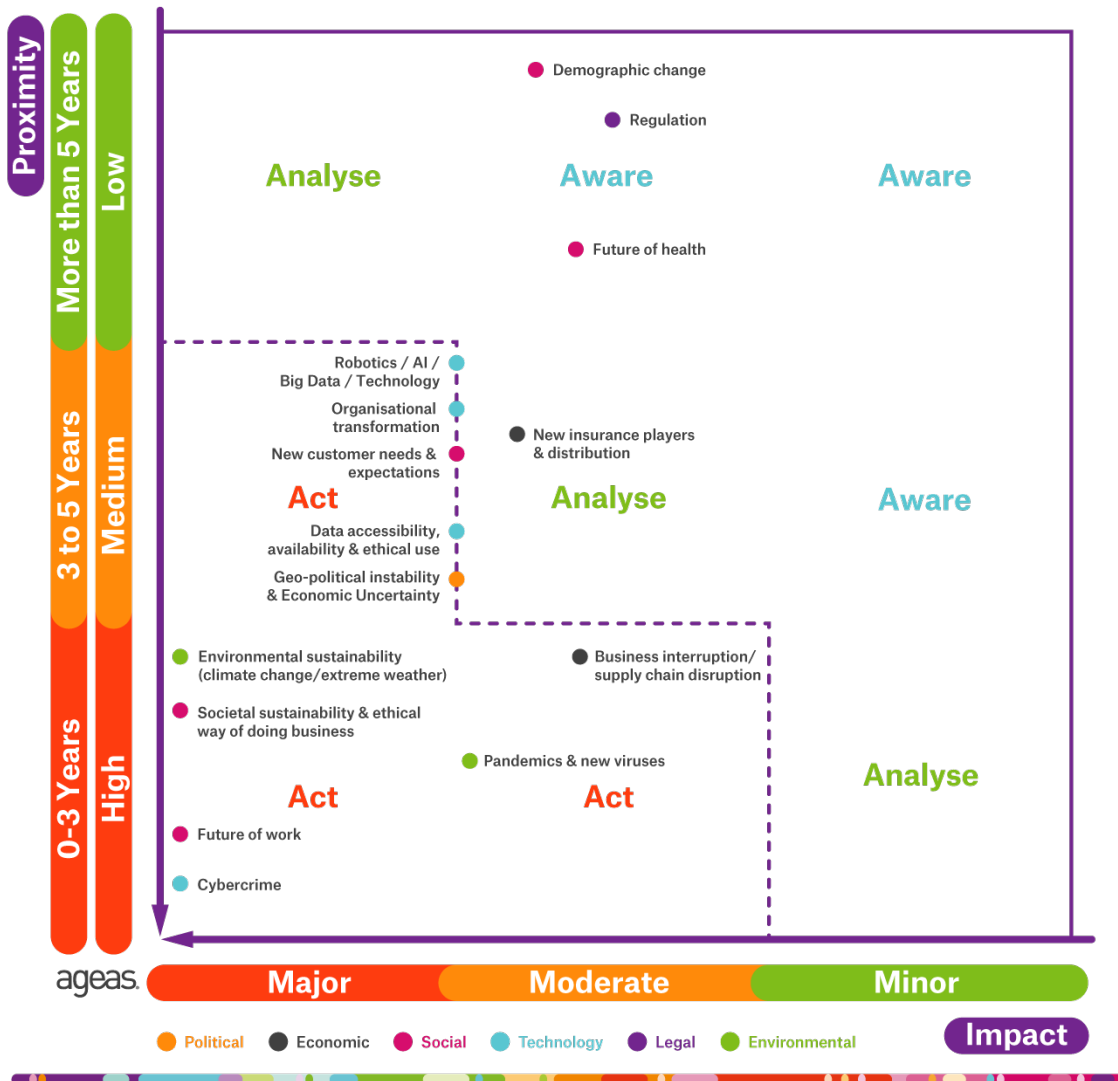 Proximity
More than 5 Years
Low
Demographic change
Regulation
Analyse
Aware
Aware
Future of health
3 to 5 Years
Medium
Robotics / AI /
Big Data / Technology
Organisational
transformation
New customer needs &
expectations
New insurance players
& distribution
Act
Analyse
Aware
Data accessibility,
availability & ethical use
Geo-political instability
& Economic Uncertainty
0-3 Years
High
Environmental sustainability
(climate change/extreme weather)
Business interruption/
supply chain disruption
Societal sustainability & ethical
way of doing business
Pandemics & new viruses
Analyse
Act
Act
Future of work
Cybercrime
ageas.
Major
Moderate
Minor
Political
Economic
Social
Technology
Legal
Environmental
Impact